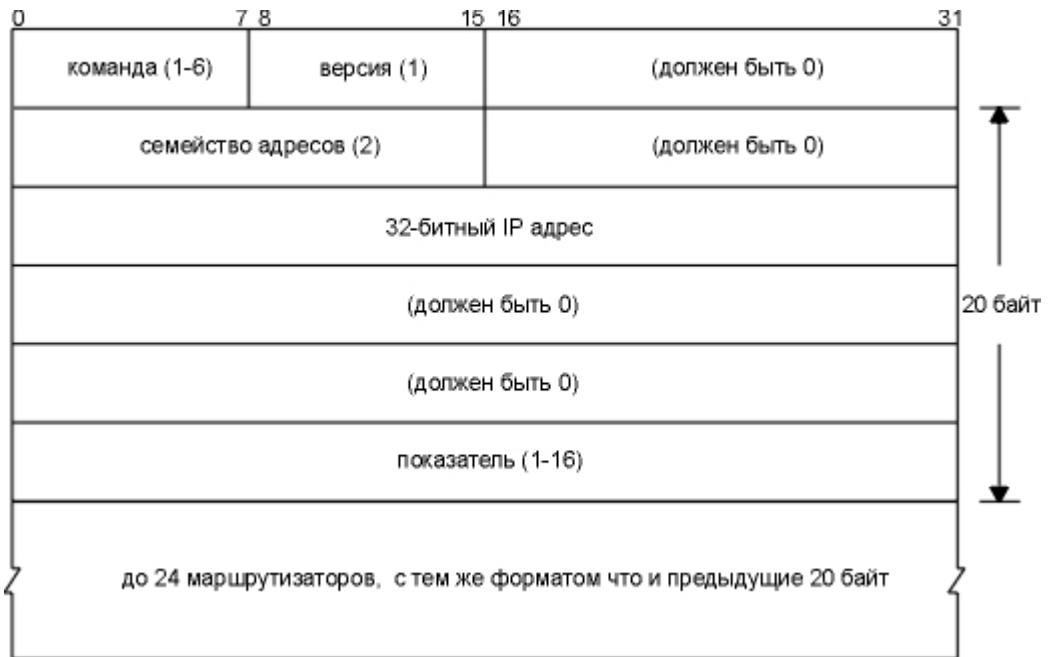 0 7 8 15 16 31
команда (1-6) версия (1) (должен быть 0)
семейство адресов (2) (должен быть 0)
32-битный IP адрес
(должен быть 0)
20 байт
(должен быть 0)
показатель (1-16)
до 24 маршрутизаторов, с тем же форматом что и предыдущие 20 байт